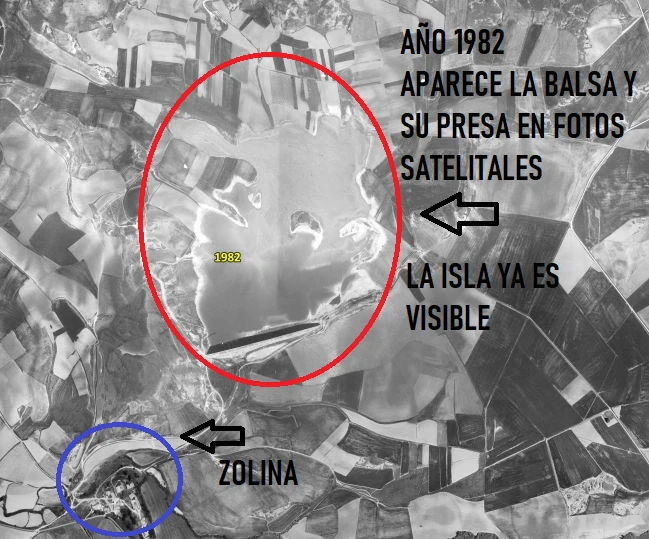 AÑO 1982
APARECE LA BALSA Y
SU PRESA EN FOTOS
SATELITALES
1982
LA ISLA YA ES
VISIBLE
ZOLINA